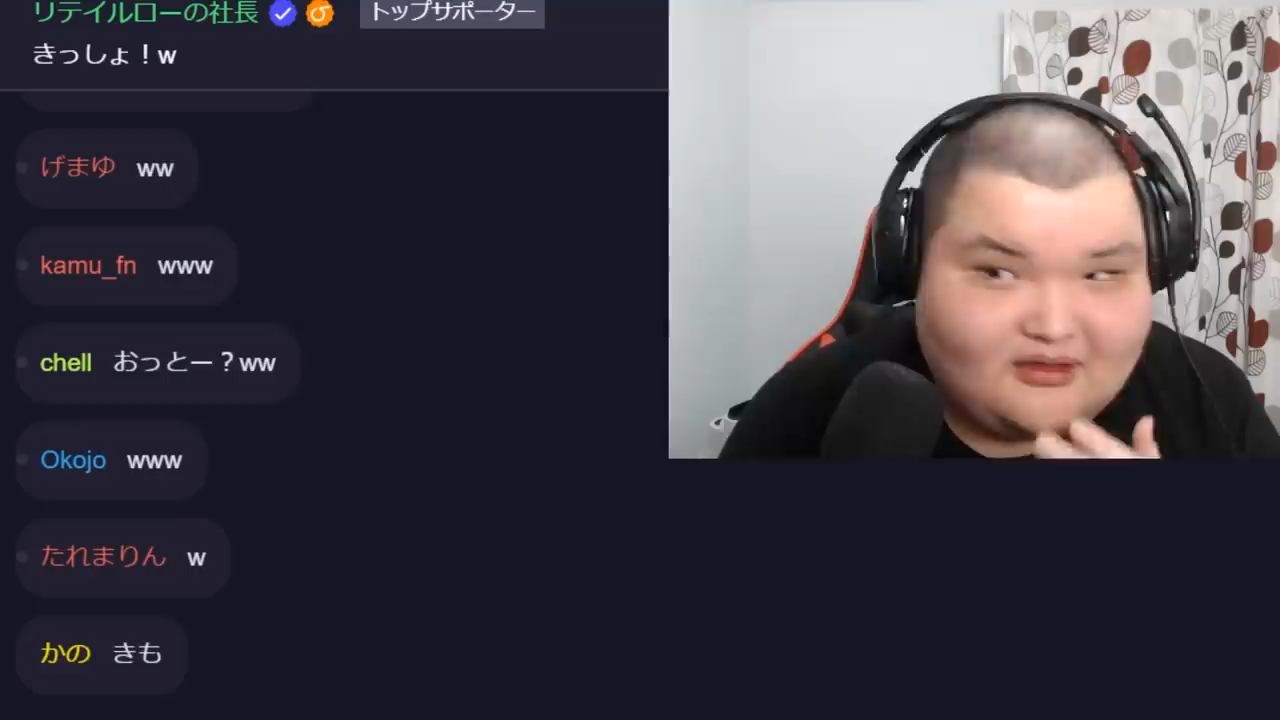 リテイルローの社長 トップサポーター
きっしょ！w
げまゆ ww
kamu_fn www
chell おっとー？ww
Okojo www
たれまりん w
かの きも